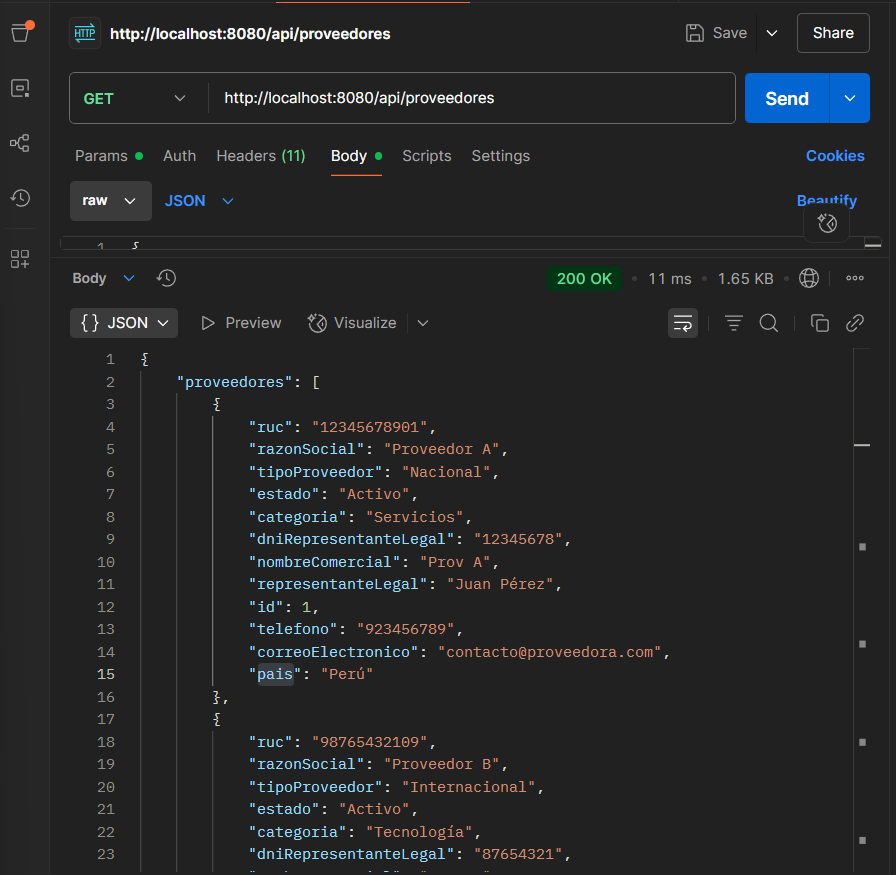 HTTP http://localhost:8080/api/proveedores Save Share
GET http://localhost:8080/api/proveedores Send
Params Auth Headers (11) Body Scripts Settings Cookies
raw JSON Beautify
1 {
Body 200 OK • 11 ms • 1.65 KB •
{} JSON Preview Visualize
1 {
2 "proveedores": [
3 {
4 "ruc": "12345678901",
5 "razonSocial": "Proveedor A",
6 "tipoProveedor": "Nacional",
7 "estado": "Activo",
8 "categoria": "Servicios",
9 "dniRepresentanteLegal": "12345678",
10 "nombreComercial": "Prov A",
11 "representanteLegal": "Juan Pérez",
12 "id": 1,
13 "telefono": "923456789",
14 "correoElectronico": "contacto@proveedora.com",
15 "pais": "Perú"
16 },
17 {
18 "ruc": "98765432109",
19 "razonSocial": "Proveedor B",
20 "tipoProveedor": "Internacional",
21 "estado": "Activo",
22 "categoria": "Tecnología",
23 "dniRepresentanteLegal": "87654321",